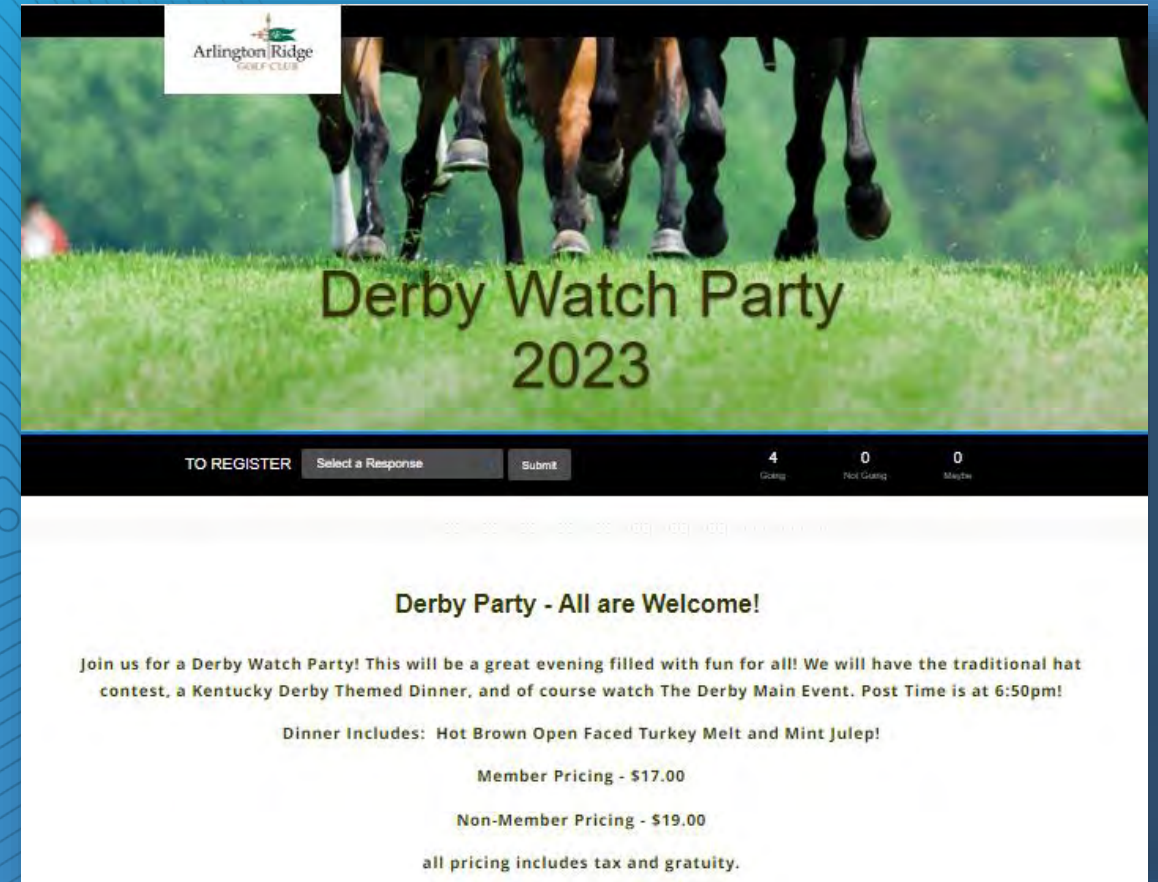 Arlington Ridge
GOLF CLUB
Derby Watch Party
2023
TO REGISTER Select a Response Submit 4 0 0
Going Not Going Maybe
Derby Party - All are Welcome!
Join us for a Derby Watch Party! This will be a great evening filled with fun for all! We will have the traditional hat
contest, a Kentucky Derby Themed Dinner, and of course watch The Derby Main Event. Post Time is at 6:50pm!
Dinner Includes: Hot Brown Open Faced Turkey Melt and Mint Julep!
Member Pricing - $17.00
Non-Member Pricing - $19.00
all pricing includes tax and gratuity.